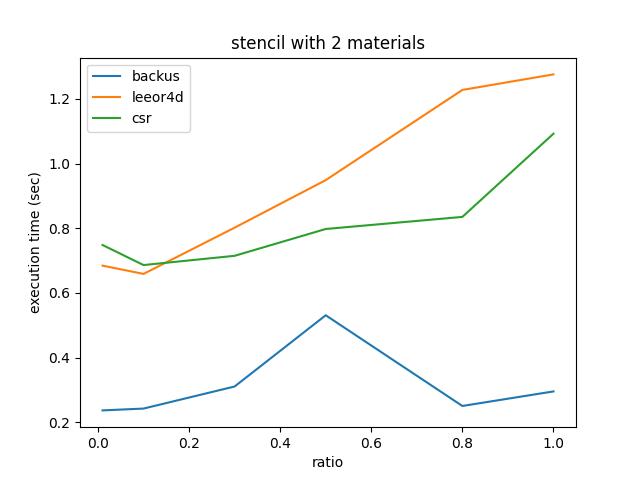 stencil with 2 materials
backus
leeor4d
csr
execution time (sec)
1.2
1.0
0.8
0.6
0.4
0.2
0.0 0.2 0.4 0.6 0.8 1.0
ratio